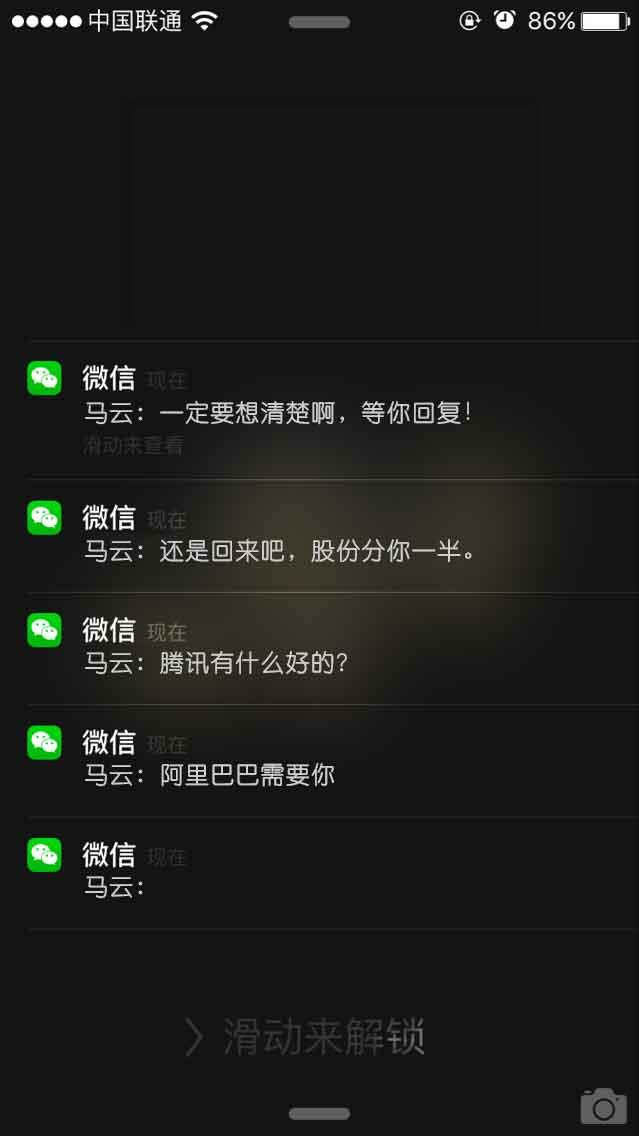 中国联通 86%
微信 现在
马云：一定要想清楚啊，等你回复！
滑动来查看
微信 现在
马云：还是回来吧，股份分你一半。
微信 现在
马云：腾讯有什么好的？
微信 现在
马云：阿里巴巴需要你
微信 现在
马云：
> 滑动来解锁